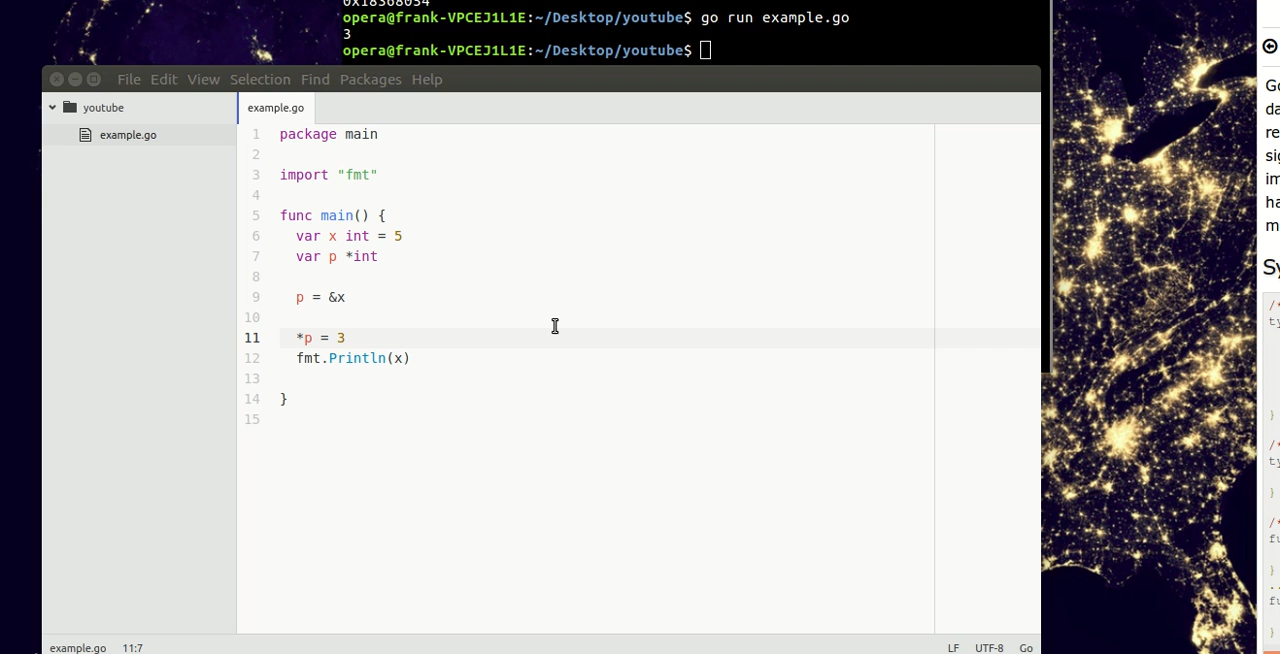 0x18368034
opera@frank-VPCEJ1L1E:~/Desktop/youtube$ go run example.go
3
opera@frank-VPCEJ1L1E:~/Desktop/youtube$
File Edit View Selection Find Packages Help
youtube
example.go
example.go
1 package main
2
3 import "fmt"
4
5 func main() {
6 var x int = 5
7 var p *int
8
9 p = &x
10
11 *p = 3
12 fmt.Println(x)
13
14 }
15
example.go 11:7
LF UTF-8 Go